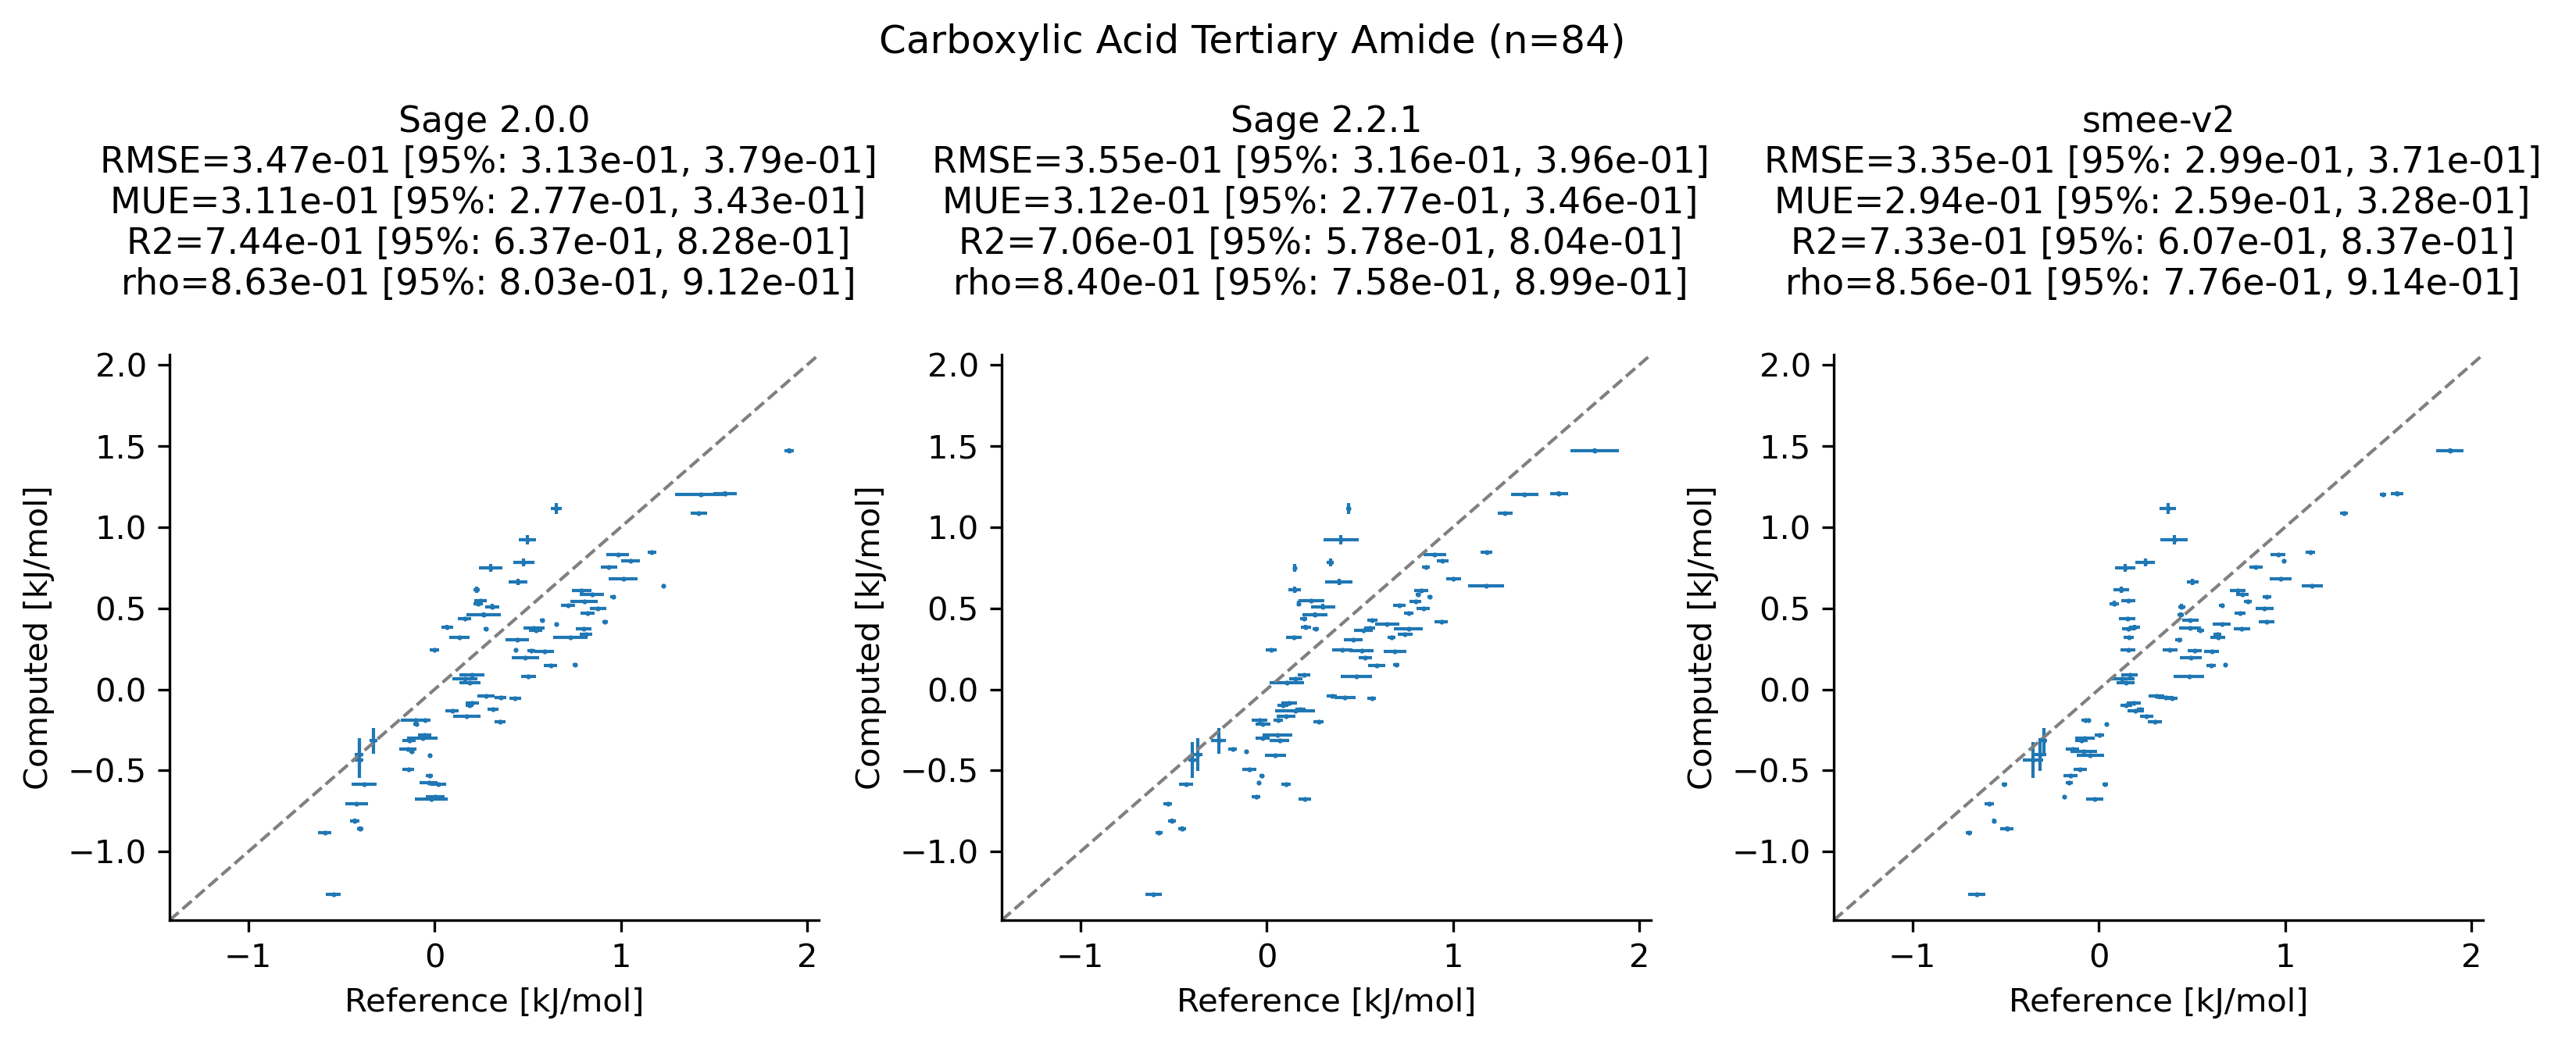 Carboxylic Acid Tertiary Amide (n=84)
Sage 2.0.0
RMSE=3.47e-01 [95%: 3.13e-01, 3.79e-01]
MUE=3.11e-01 [95%: 2.77e-01, 3.43e-01]
R2=7.44e-01 [95%: 6.37e-01, 8.28e-01]
rho=8.63e-01 [95%: 8.03e-01, 9.12e-01]
2.0
1.5
1.0
0.5
0.0
−0.5
−1.0
Computed [kJ/mol]
−1 0 1 2
Reference [kJ/mol]
Sage 2.2.1
RMSE=3.55e-01 [95%: 3.16e-01, 3.96e-01]
MUE=3.12e-01 [95%: 2.77e-01, 3.46e-01]
R2=7.06e-01 [95%: 5.78e-01, 8.04e-01]
rho=8.40e-01 [95%: 7.58e-01, 8.99e-01]
2.0
1.5
1.0
0.5
0.0
−0.5
−1.0
Computed [kJ/mol]
−1 0 1 2
Reference [kJ/mol]
smee-v2
RMSE=3.35e-01 [95%: 2.99e-01, 3.71e-01]
MUE=2.94e-01 [95%: 2.59e-01, 3.28e-01]
R2=7.33e-01 [95%: 6.07e-01, 8.37e-01]
rho=8.56e-01 [95%: 7.76e-01, 9.14e-01]
2.0
1.5
1.0
0.5
0.0
−0.5
−1.0
Computed [kJ/mol]
−1 0 1 2
Reference [kJ/mol]